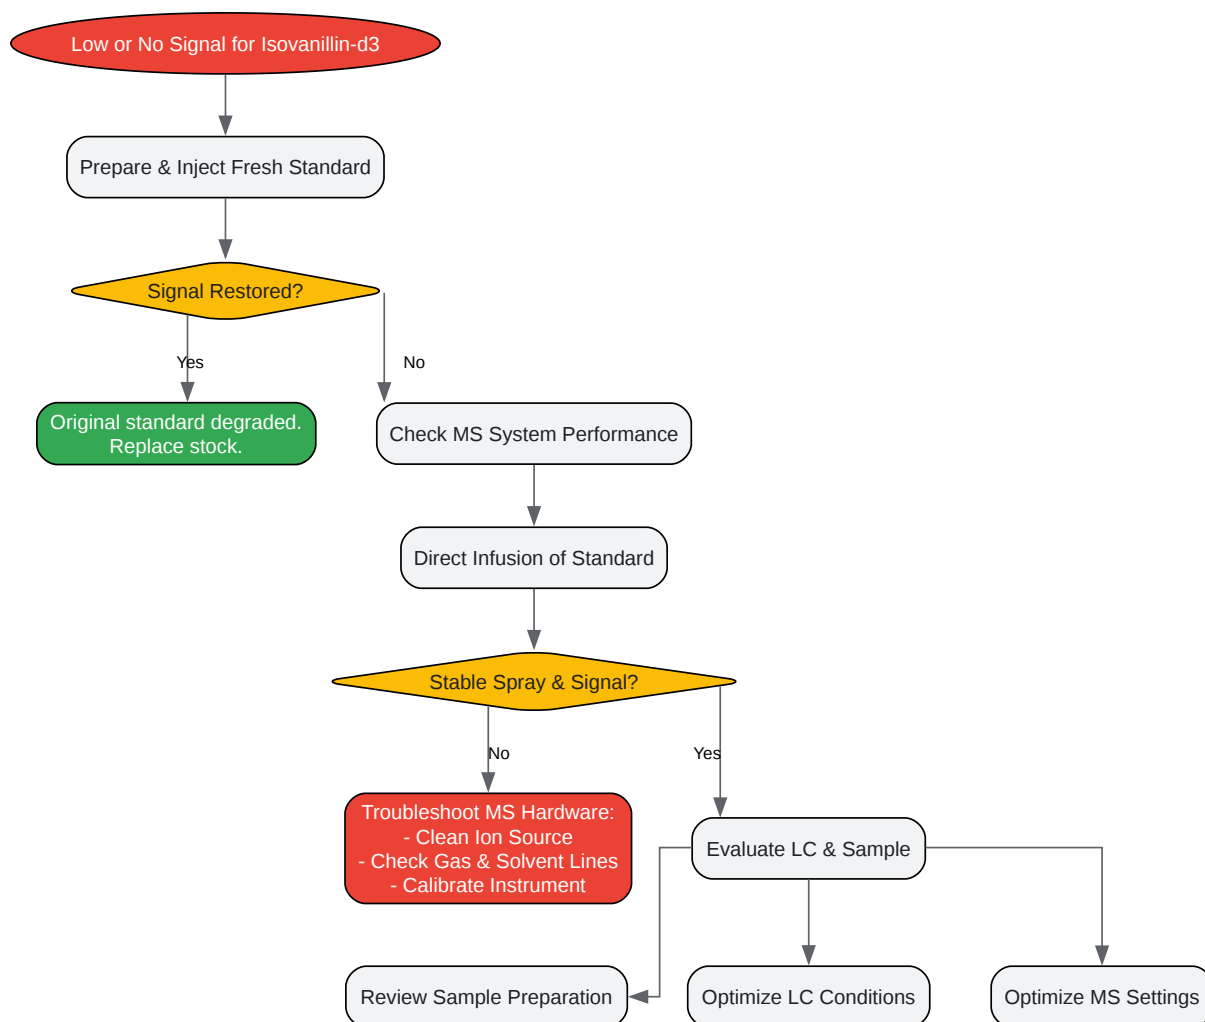 Low or No Signal for Isovanillin-d3
Prepare & Inject Fresh Standard
Signal Restored?
Yes
No
Original standard degraded.
Replace stock.
Check MS System Performance
Direct Infusion of Standard
Stable Spray & Signal?
No
Yes
Troubleshoot MS Hardware:
- Clean Ion Source
- Check Gas & Solvent Lines
- Calibrate Instrument
Evaluate LC & Sample
Review Sample Preparation
Optimize LC Conditions
Optimize MS Settings